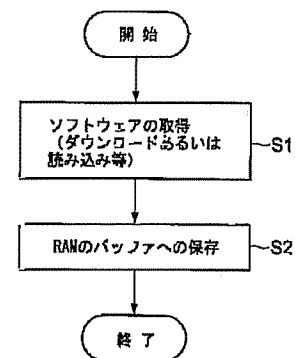 開 始
ソフトウェアの取得
(ダウンロードあるいは
読み込み等)
S1
RAMのバッファへの保存
S2
終 了